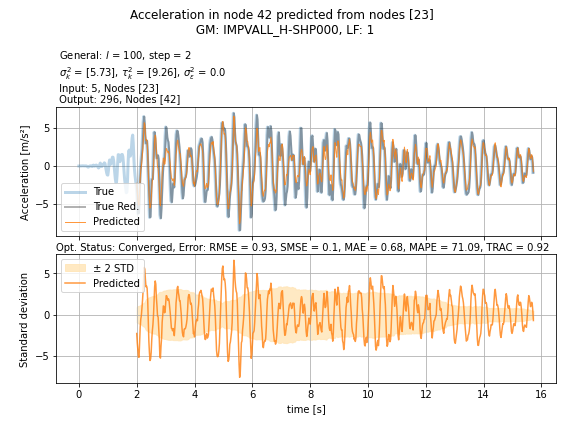 Acceleration in node 42 predicted from nodes [23]
GM: IMPVALL_H-SHP000, LF: 1
General: l = 100, step = 2
σ²ₖ = [5.73], τ²ₖ = [9.26], σ²ₑ = 0.0
Input: 5, Nodes [23]
Output: 296, Nodes [42]
Acceleration [m/s²]
5
0
−5
True
True Red.
Predicted
Opt. Status: Converged, Error: RMSE = 0.93, SMSE = 0.1, MAE = 0.68, MAPE = 71.09, TRAC = 0.92
Standard deviation
5
0
−5
± 2 STD
Predicted
0 2 4 6 8 10 12 14 16
time [s]